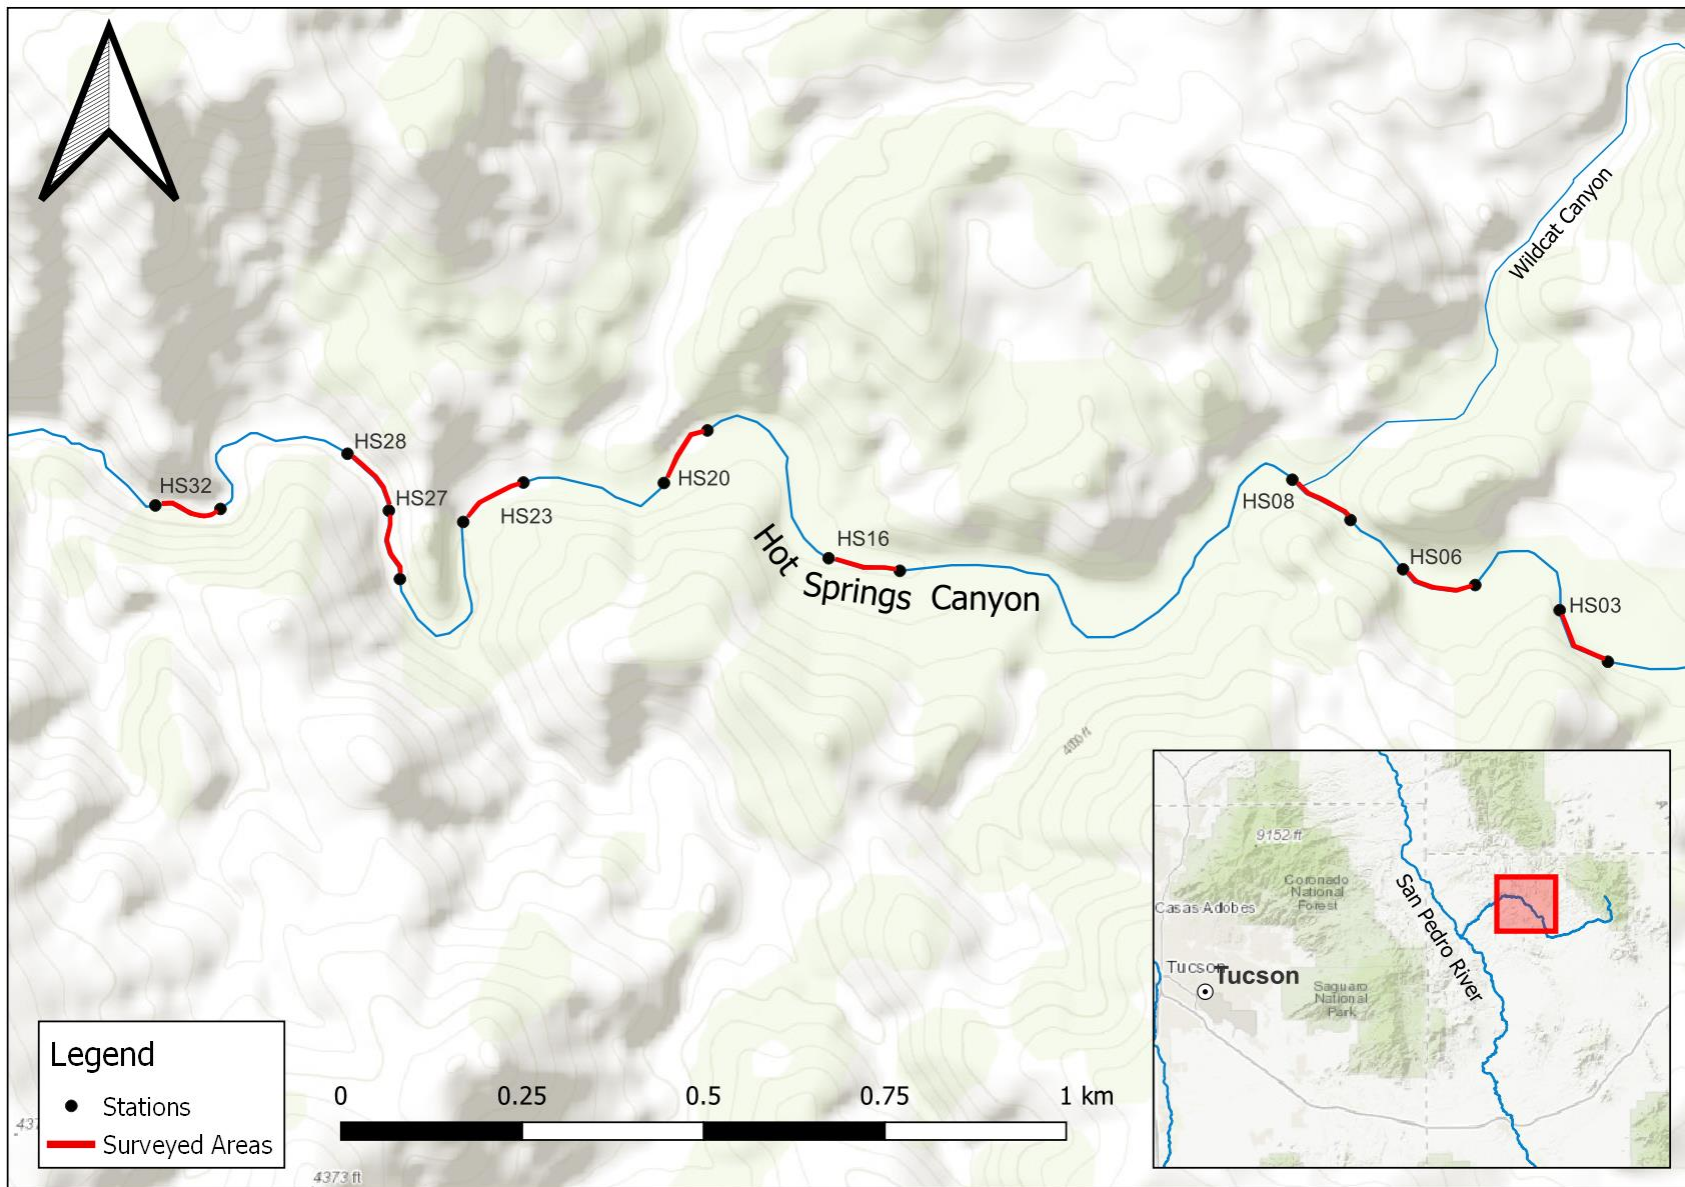 Wildcat Canyon
HS28
HS32
HS27
HS23
HS20
HS16
HS08
HS06
HS03
Hot Springs Canyon
4000 ft
9152 ft
Coronado
National
Forest
Casas Adobes
San Pedro River
Tucson
Tucson
Saguaro
National
Park
Legend
Stations
Surveyed Areas
0 0.25 0.5 0.75 1 km
4373 ft